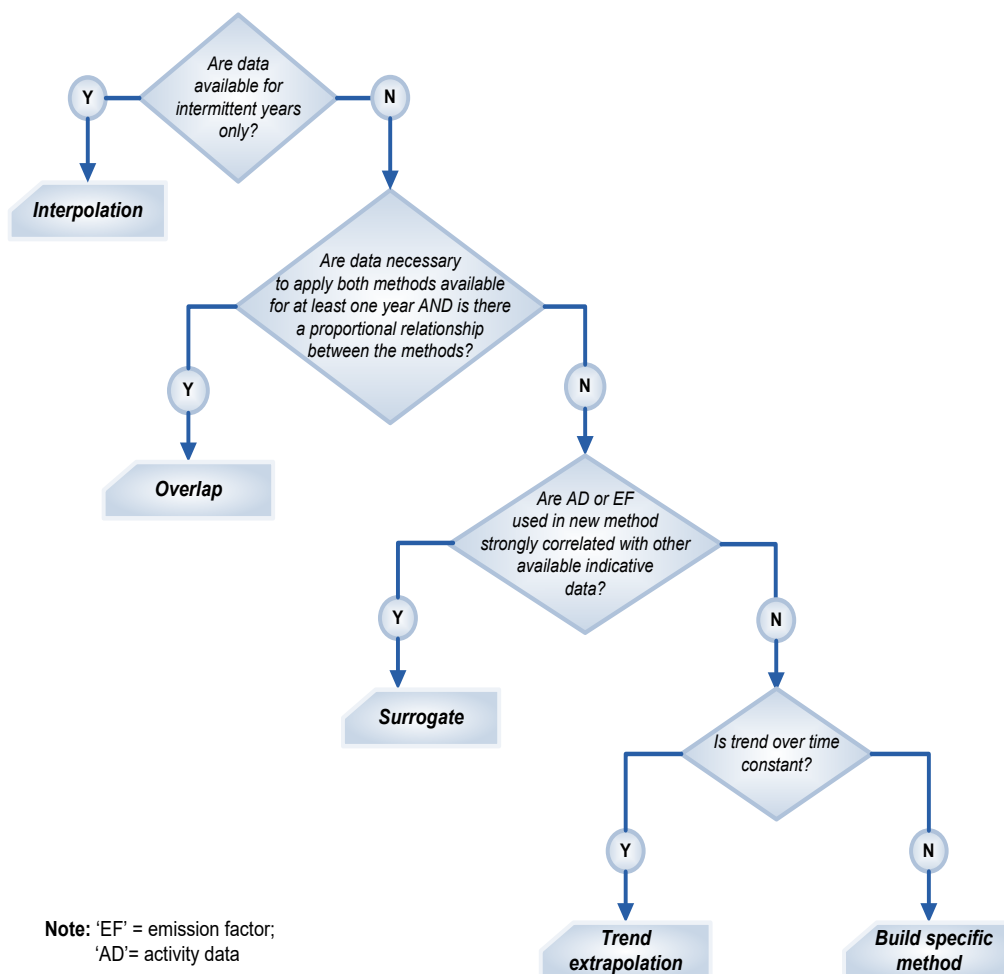 Are data
available for
intermittent years
only?
Y
N
Interpolation
Are data necessary
to apply both methods available
for at least one year AND is there
a proportional relationship
between the methods?
Y
N
Overlap
Are AD or EF
used in new method
strongly correlated with other
available indicative
data?
Y
N
Surrogate
Is trend over time
constant?
Y
N
Trend
extrapolation
Build specific
method
Note: ‘EF’ = emission factor;
‘AD’= activity data